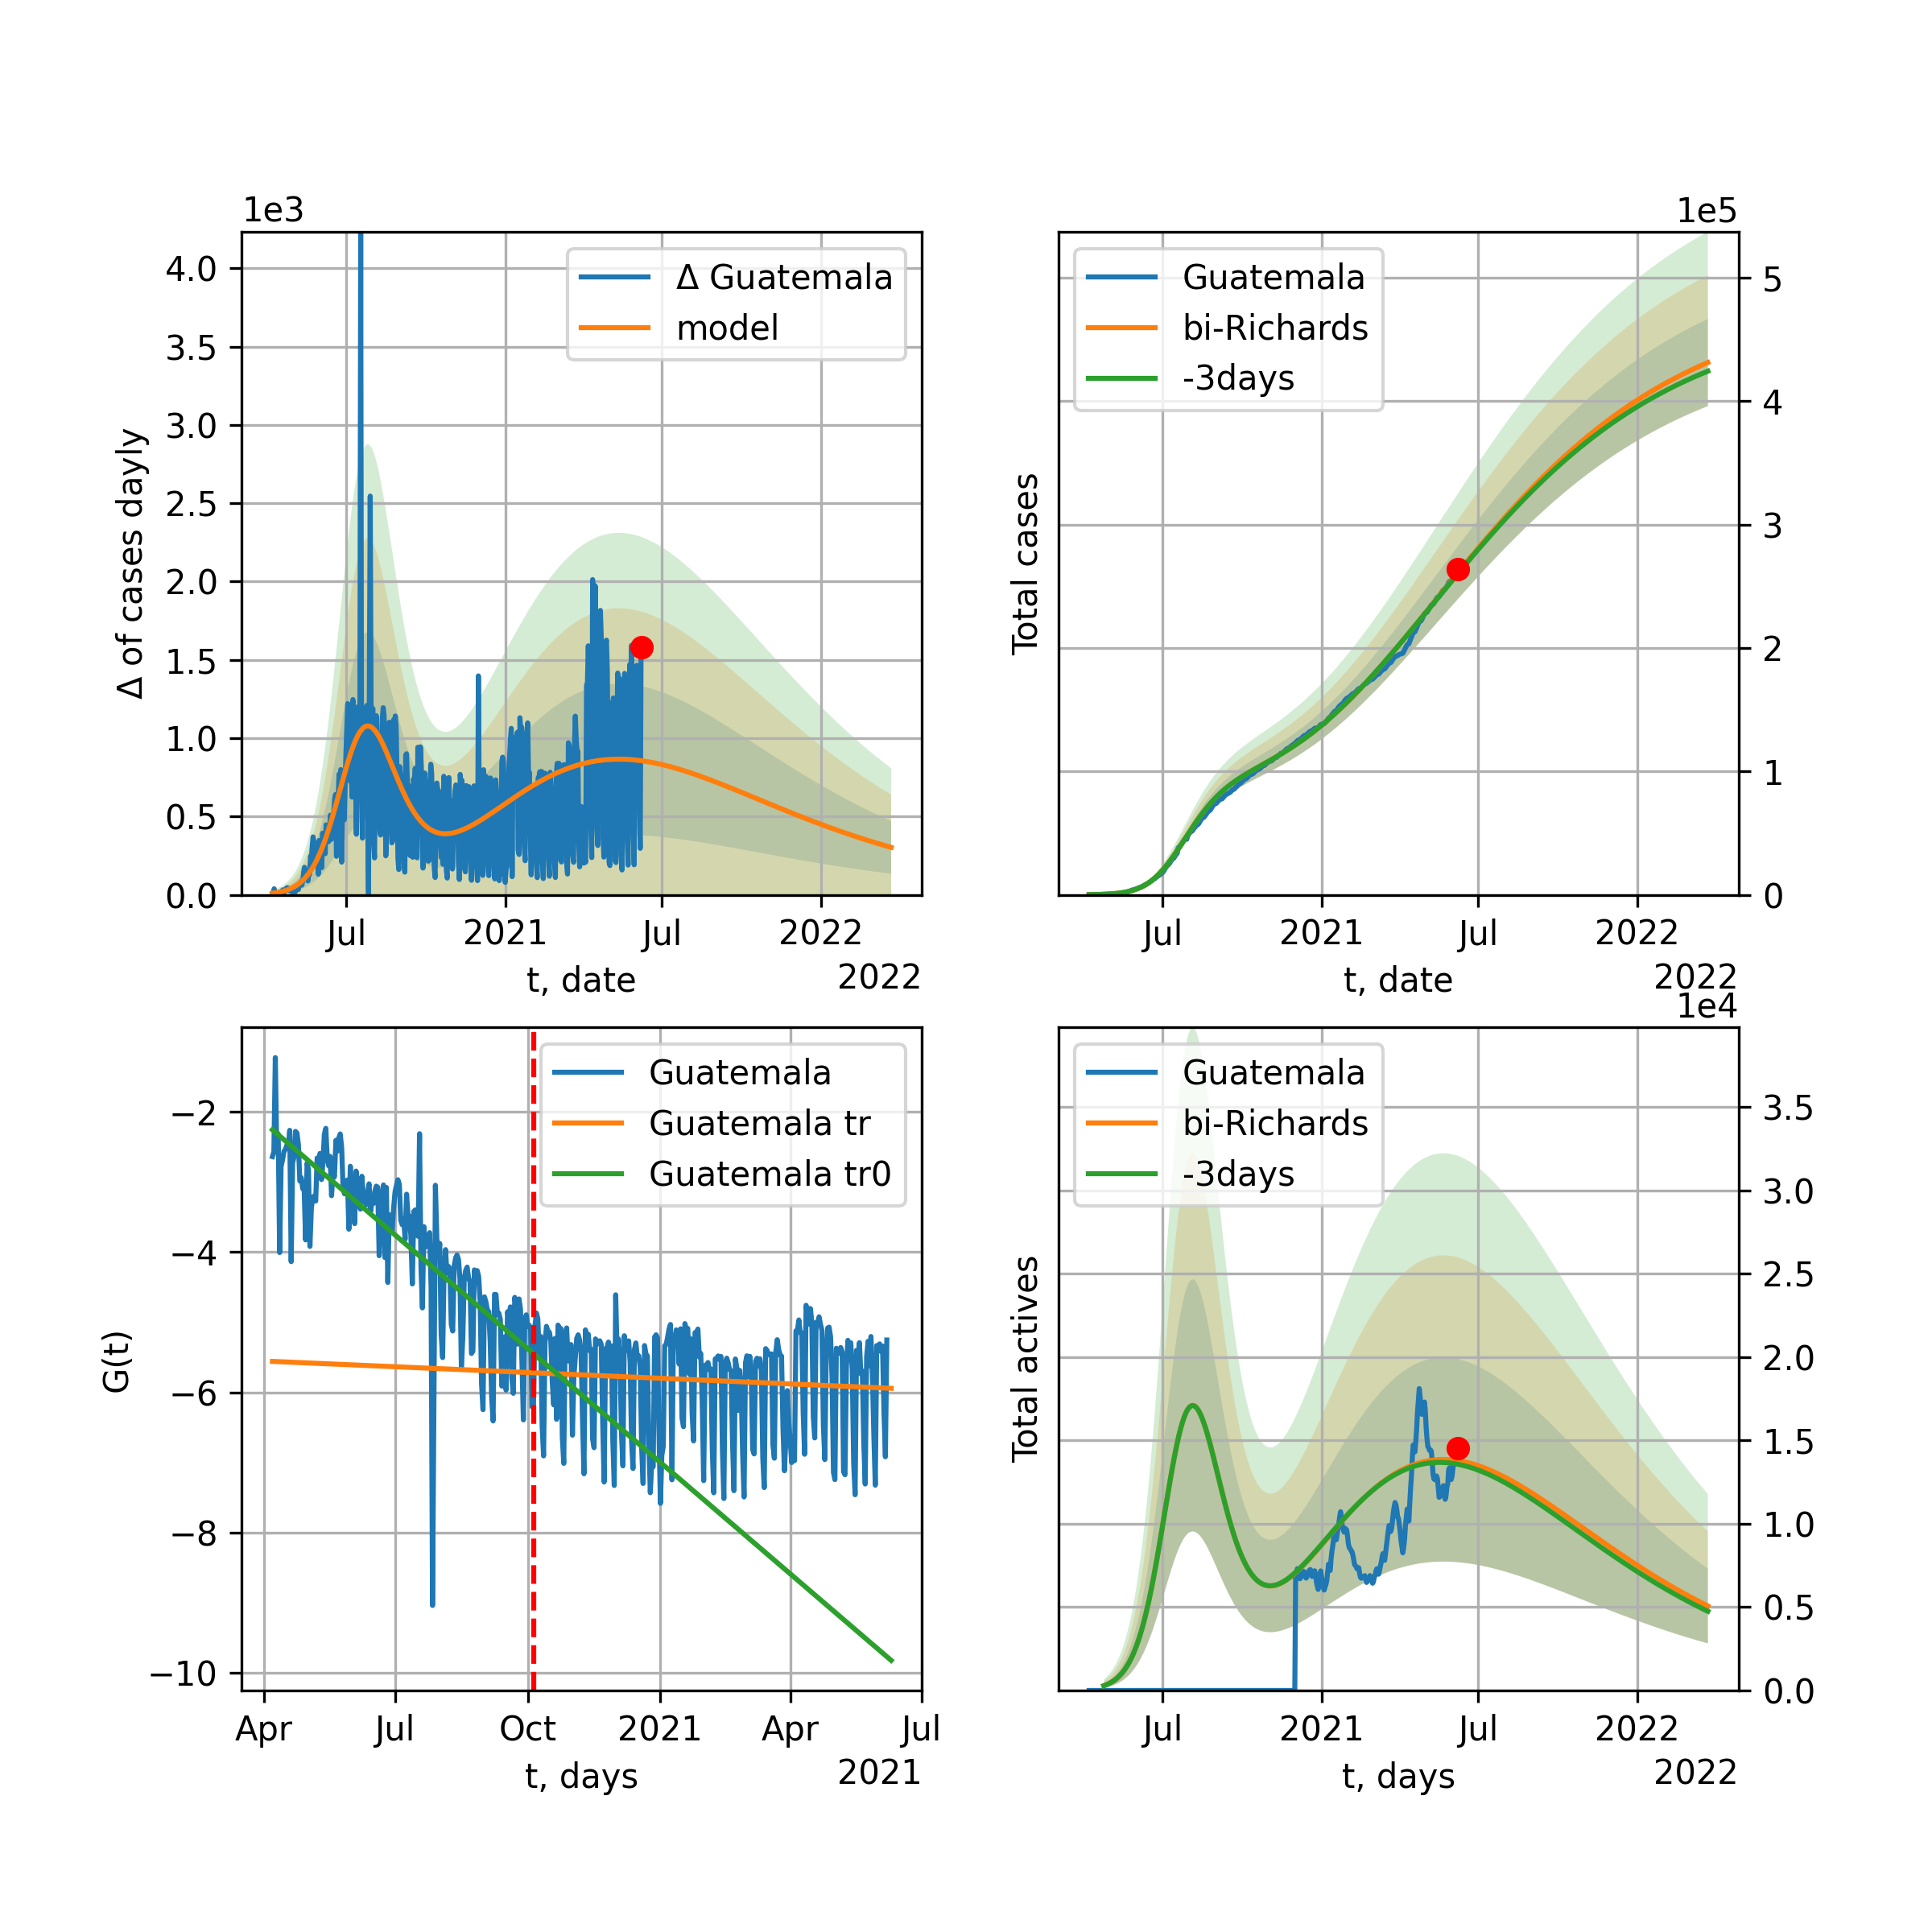 1e3
4.0
3.5
3.0
2.5
2.0
1.5
1.0
0.5
0.0
Δ of cases dayly
Δ Guatemala
model
Jul
2021
Jul
2022
t, date
2022
1e5
Total cases
Guatemala
bi-Richards
-3days
5
4
3
2
1
0
Jul
2021
Jul
2022
t, date
2022
−2
−4
−6
−8
−10
G(t)
Guatemala
Guatemala tr
Guatemala tr0
Apr
Jul
Oct
2021
Apr
Jul
t, days
2021
1e4
Total actives
Guatemala
bi-Richards
-3days
3.5
3.0
2.5
2.0
1.5
1.0
0.5
0.0
Jul
2021
Jul
2022
t, days
2022